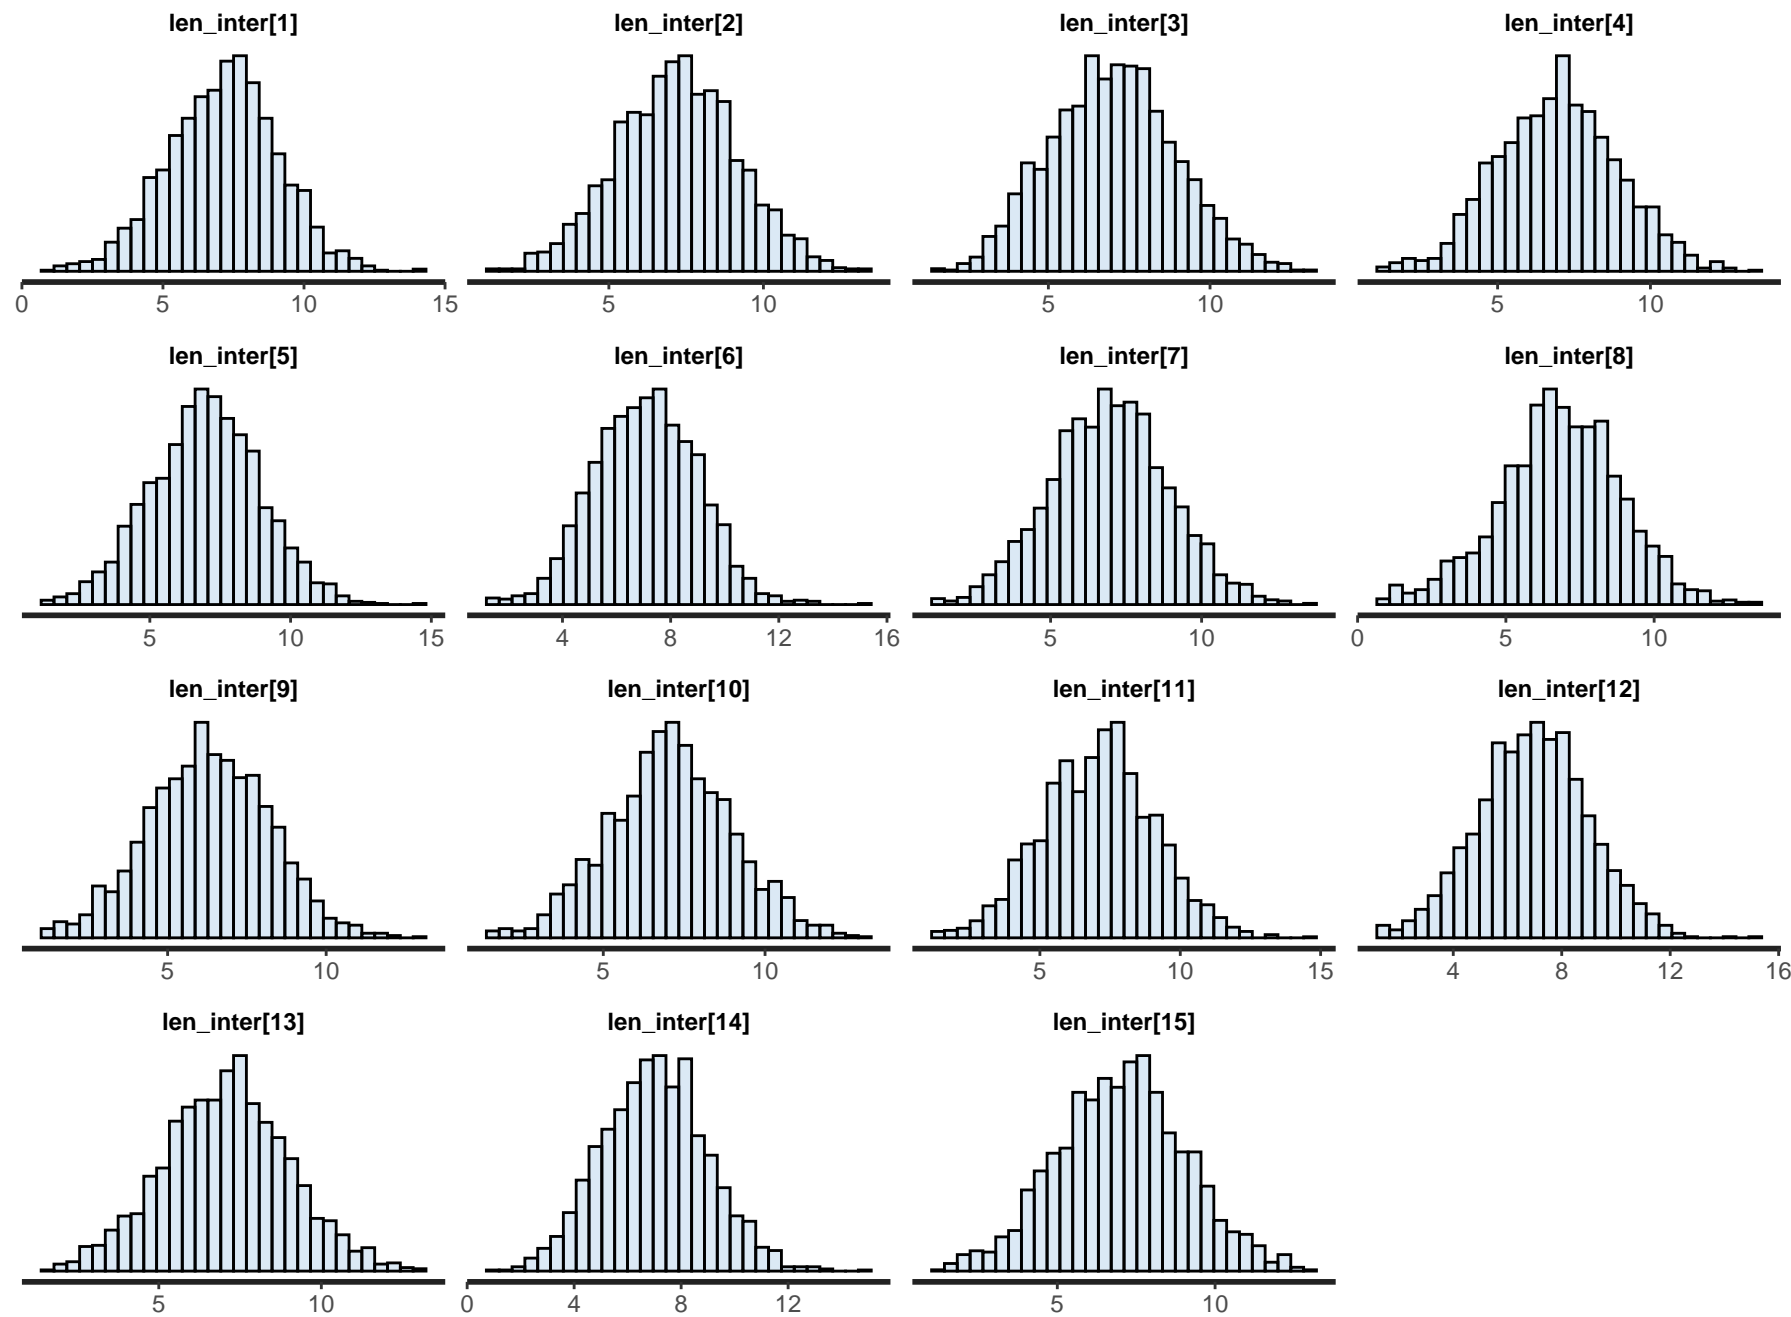 len_inter[1] len_inter[2] len_inter[3] len_inter[4]
0 5 10 15 5 10 5 10 5 10
len_inter[5] len_inter[6] len_inter[7] len_inter[8]
5 10 15 4 8 12 16 5 10 0 5 10
len_inter[9] len_inter[10] len_inter[11] len_inter[12]
5 10 5 10 5 10 15 4 8 12 16
len_inter[13] len_inter[14] len_inter[15]
5 10 0 4 8 12 5 10